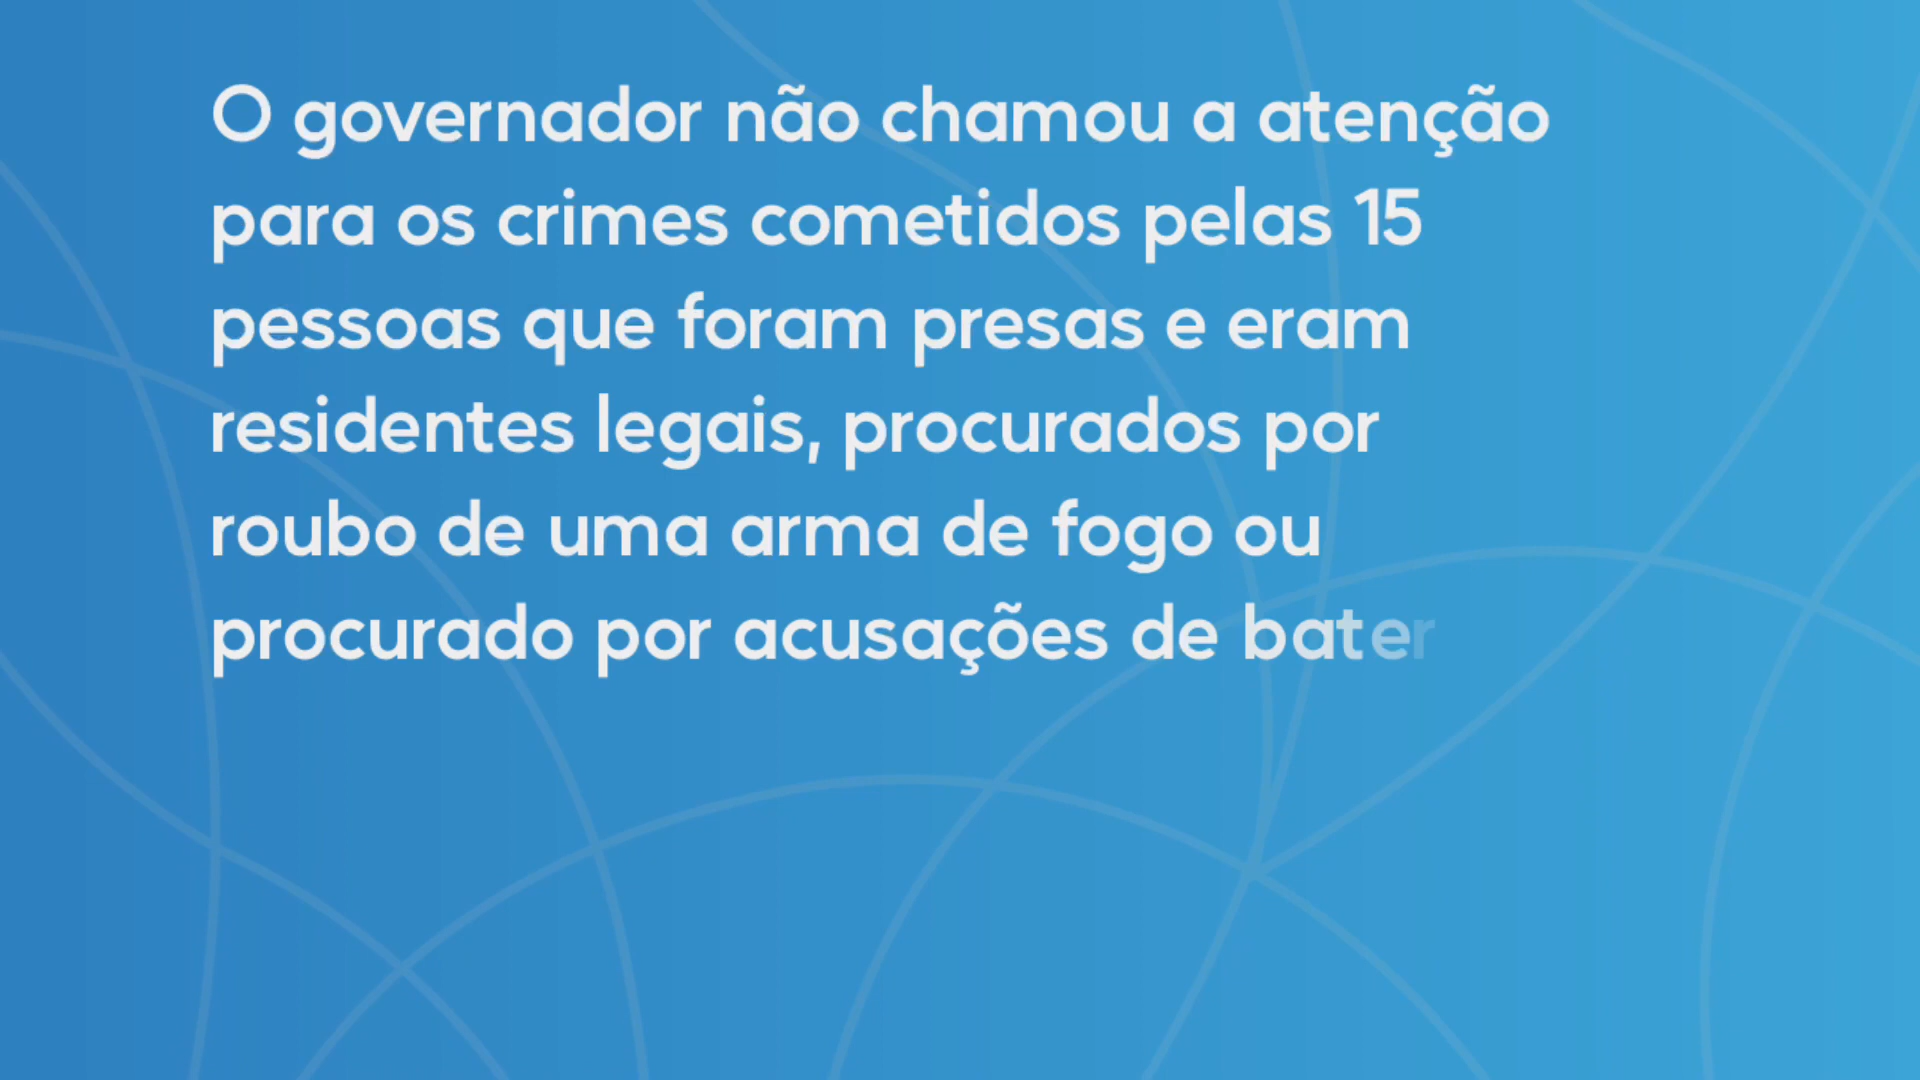 O governador não chamou a atenção
para os crimes cometidos pelas 15
pessoas que foram presas e eram
residentes legais, procurados por
roubo de uma arma de fogo ou
procurado por acusações de bater